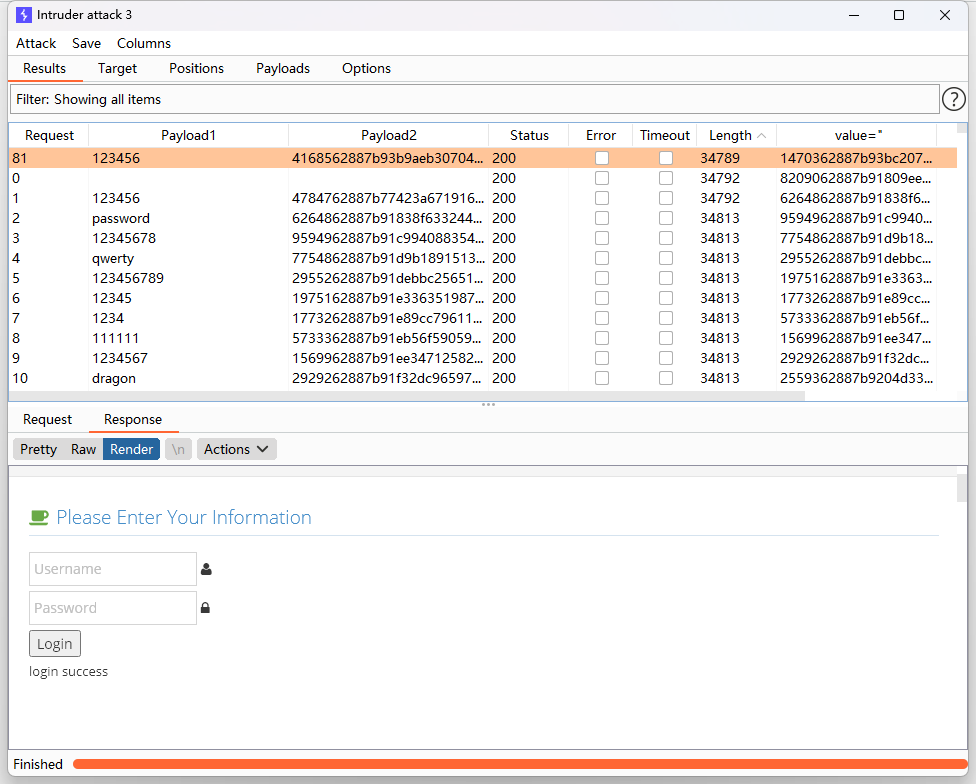 Intruder attack 3
Attack Save Columns
Results Target Positions Payloads Options
Filter: Showing all items ?
Request Payload1 Payload2 Status Error Timeout Length value="
81 123456 4168562887b93b9aeb30704... 200 34789 1470362887b93bc207...
0 200 34792 8209062887b91809ee...
1 123456 4784762887b77423a671916... 200 34792 6264862887b91838f6...
2 password 6264862887b91838f633244... 200 34813 9594962887b91c9940...
3 12345678 9594962887b91c994088354... 200 34813 7754862887b91d9b18...
4 qwerty 7754862887b91d9b1891513... 200 34813 2955262887b91debbc...
5 123456789 2955262887b91debbc25651... 200 34813 1975162887b91e3363...
6 12345 1975162887b91e336351987... 200 34813 1773262887b91e89cc...
7 1234 1773262887b91e89cc79611... 200 34813 5733362887b91eb56f...
8 111111 5733362887b91eb56f59059... 200 34813 1569962887b91ee347...
9 1234567 1569962887b91ee34712582... 200 34813 2929262887b91f32dc...
10 dragon 2929262887b91f32dc96597... 200 34813 2559362887b9204d33...
Request Response
Pretty Raw Render \n Actions
Please Enter Your Information
Username
Password
Login
login success
Finished